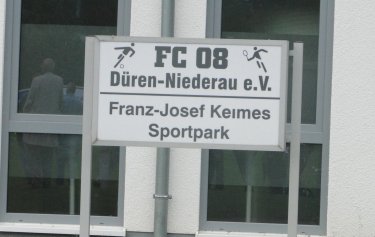 FC 08
Düren-Niederau e.V.
Franz-Josef Keimes
Sportpark